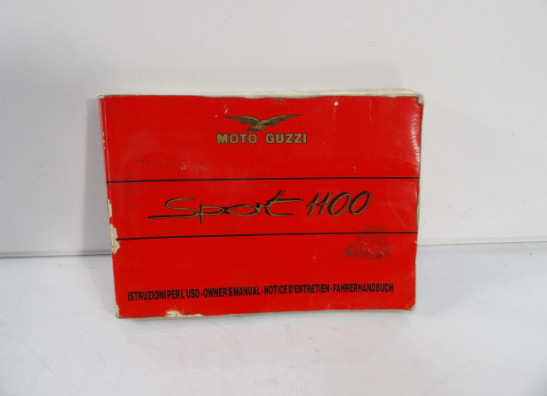 MOTO GUZZI
Sport 1100
ISTRUZIONI PER L'USO - OWNER'S MANUAL - NOTICE D'ENTRETIEN - FAHRERHANDBUCH